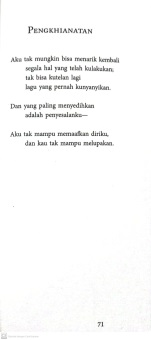 PENGKHIANATAN
Aku tak mungkin bisa menarik kembali
segala hal yang telah kulakukan;
tak bisa kutelan lagi
lagu yang pernah kunyanyikan.
Dan yang paling menyedihkan
adalah penyesalanku—
Aku tak mampu memaafkan diriku,
dan kau tak mampu melupakan.
71